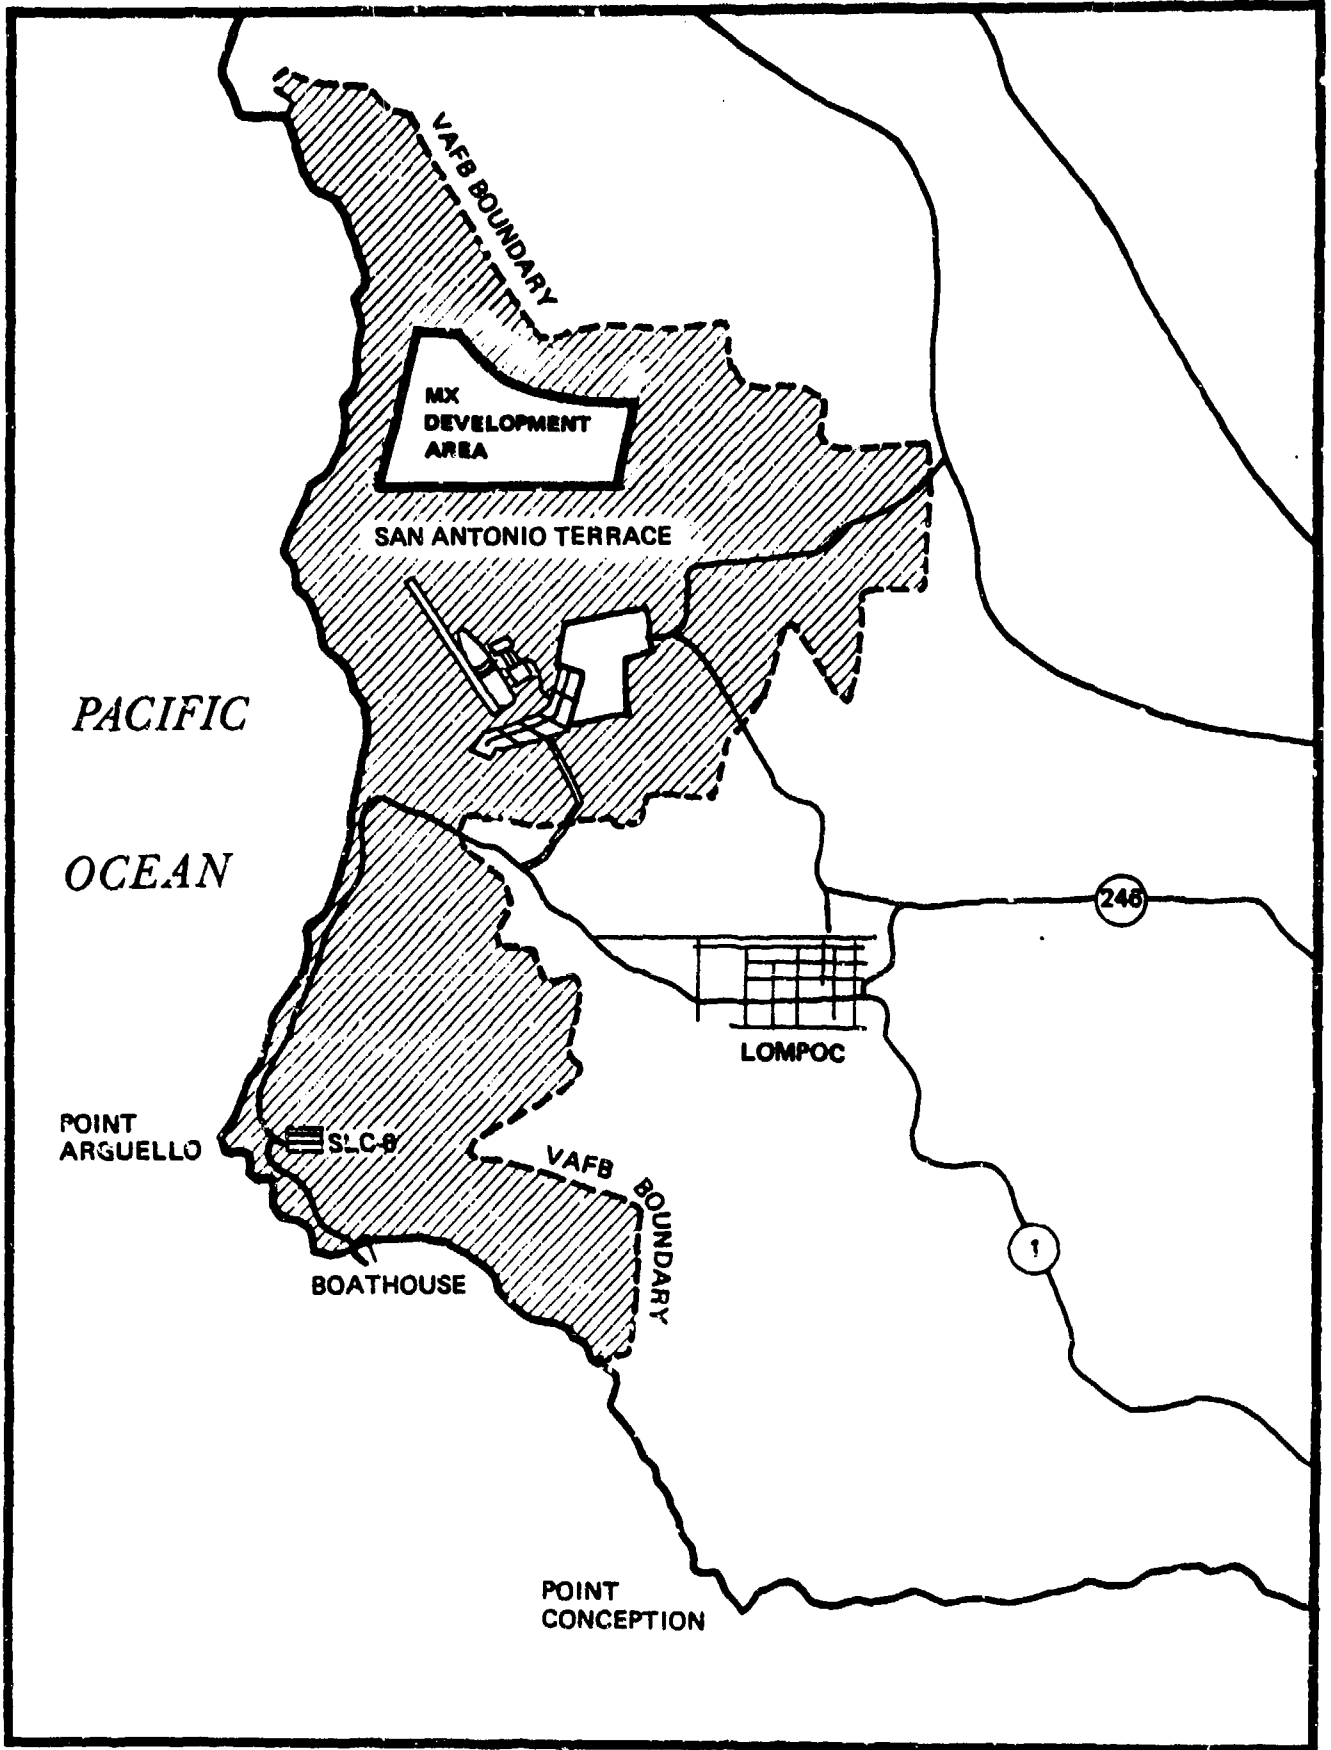 VAFB BOUNDARY
MX
DEVELOPMENT
AREA
SAN ANTONIO TERRACE
PACIFIC
OCEAN
246
LOMPOC
POINT
ARGUELLO
SLC-6
VAFB BOUNDARY
1
BOATHOUSE
POINT
CONCEPTION